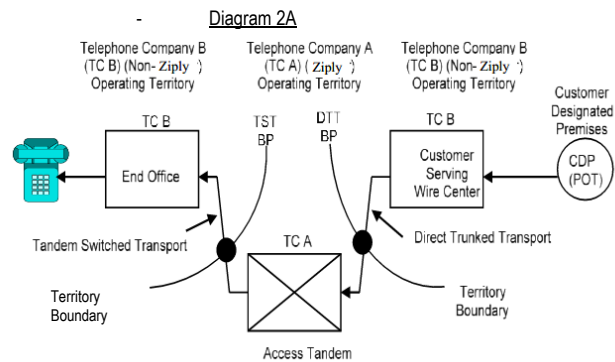 - Diagram 2A
Telephone Company B
(TC B) (Non- Ziply )
Operating Territory
Telephone Company A
(TC A) ( Ziply )
Operating Territory
Telephone Company B
(TC B) (Non- Ziply )
Operating Territory
Customer
Designated
Premises
TC B
TST
BP
DTT
BP
TC B
End Office
Customer
Serving
Wire Center
CDP
(POT)
Tandem Switched Transport
TC A
Direct Trunked Transport
Territory
Boundary
Territory
Boundary
Access Tandem